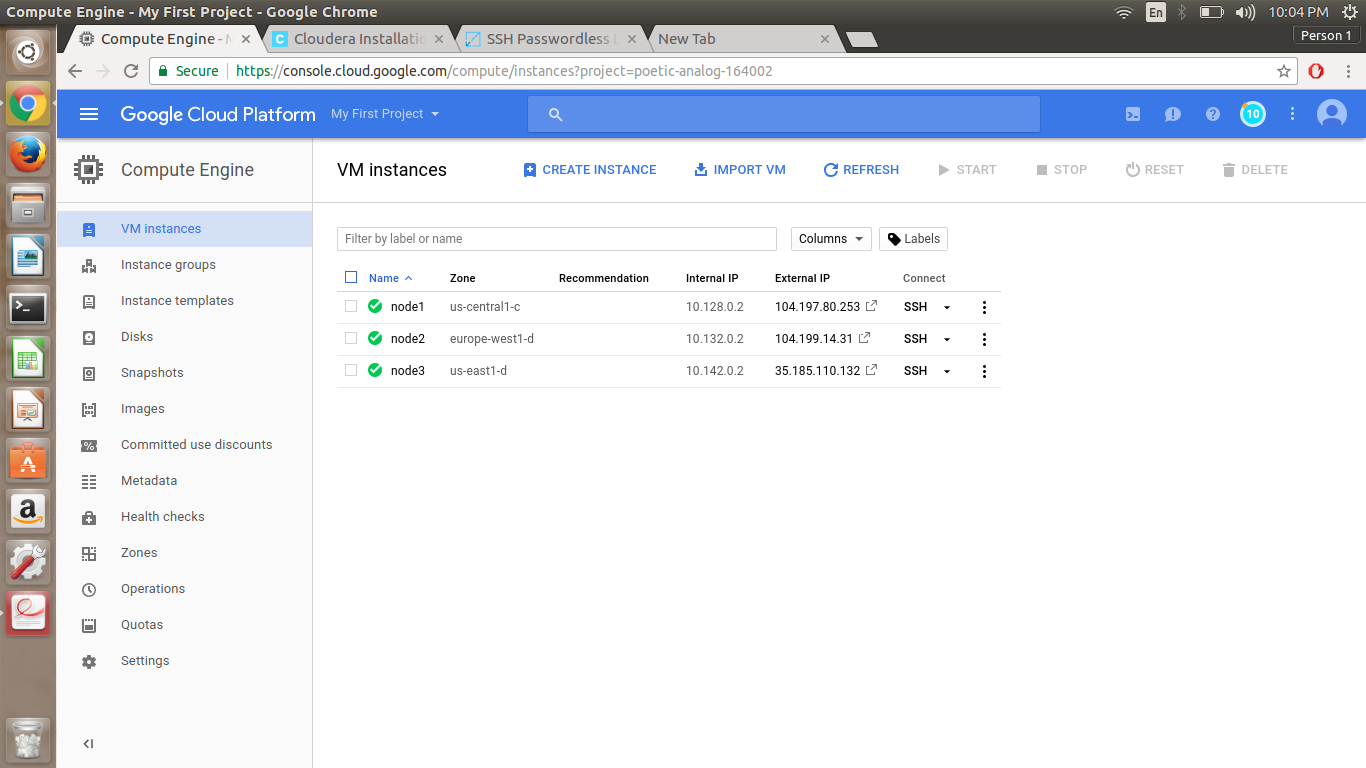 Compute Engine - My First Project - Google Chrome
En
10:04 PM
Compute Engine - M
Cloudera Installatio
SSH Passwordless L
New Tab
Person 1
Secure
https://console.cloud.google.com/compute/instances?project=poetic-analog-164002
Google Cloud Platform
My First Project
10
Compute Engine
VM instances
CREATE INSTANCE
IMPORT VM
REFRESH
START
STOP
RESET
DELETE
VM instances
Instance groups
Instance templates
Disks
Snapshots
Images
Committed use discounts
Metadata
Health checks
Zones
Operations
Quotas
Settings
Filter by label or name
Columns
Labels
Name Zone Recommendation Internal IP External IP Connect
node1 us-central1-c 10.128.0.2 104.197.80.253 SSH
node2 europe-west1-d 10.132.0.2 104.199.14.31 SSH
node3 us-east1-d 10.142.0.2 35.185.110.132 SSH